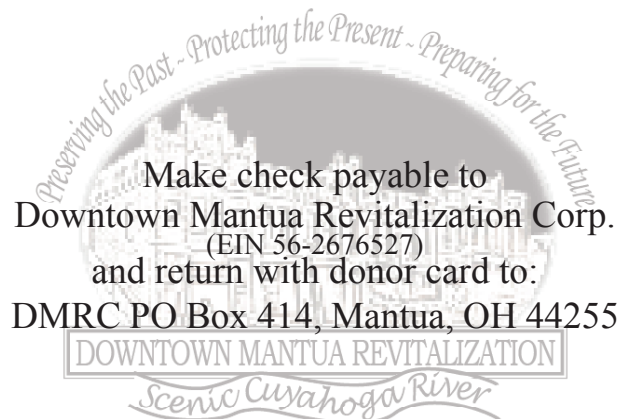 Preserving the Past ~ Protecting the Present ~ Preparing for the Future
Make check payable to
Downtown Mantua Revitalization Corp.
(EIN 56-2676527)
and return with donor card to:
DMRC PO Box 414, Mantua, OH 44255
DOWNTOWN MANTUA REVITALIZATION
Scenic Cuyahoga River